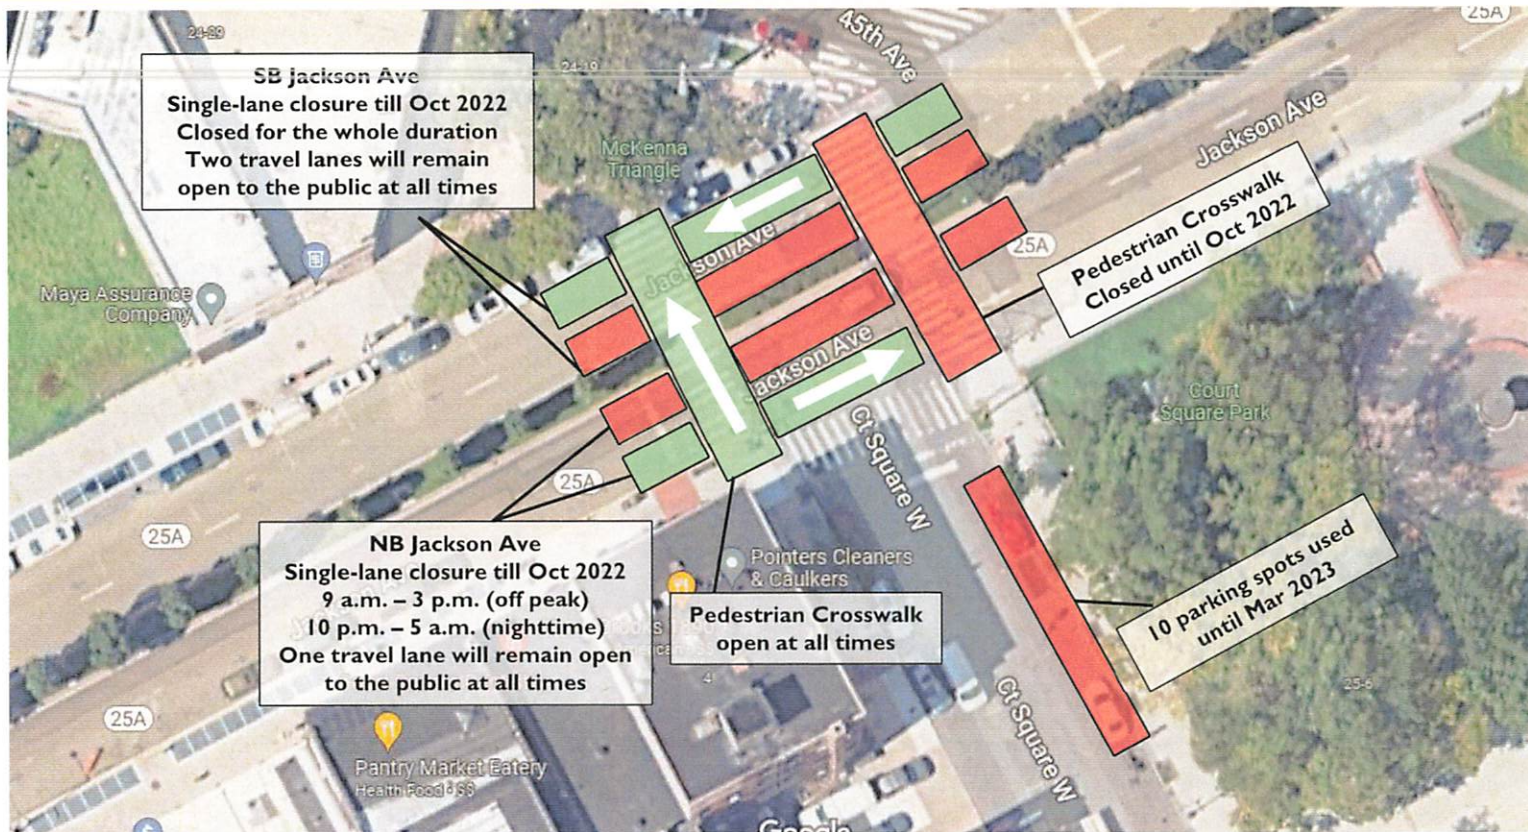 25A
45th Ave
24-29
24-19
SB Jackson Ave
Single-lane closure till Oct 2022
Closed for the whole duration
Two travel lanes will remain
open to the public at all times
McKenna
Triangle
Jackson Ave
Pedestrian Crosswalk
Closed until Oct 2022
25A
Jackson Ave
Maya Assurance
Company
Jackson Ave
Court
Square Park
Ct Square W
25A
25A
NB Jackson Ave
Single-lane closure till Oct 2022
9 a.m. – 3 p.m. (off peak)
10 p.m. – 5 a.m. (nighttime)
One travel lane will remain open
to the public at all times
Pointers Cleaners
& Caulkers
Pedestrian Crosswalk
open at all times
10 parking spots used
until Mar 2023
25-6
Ct Square W
25A
Pantry Market Eatery
Health Food • $$
Google